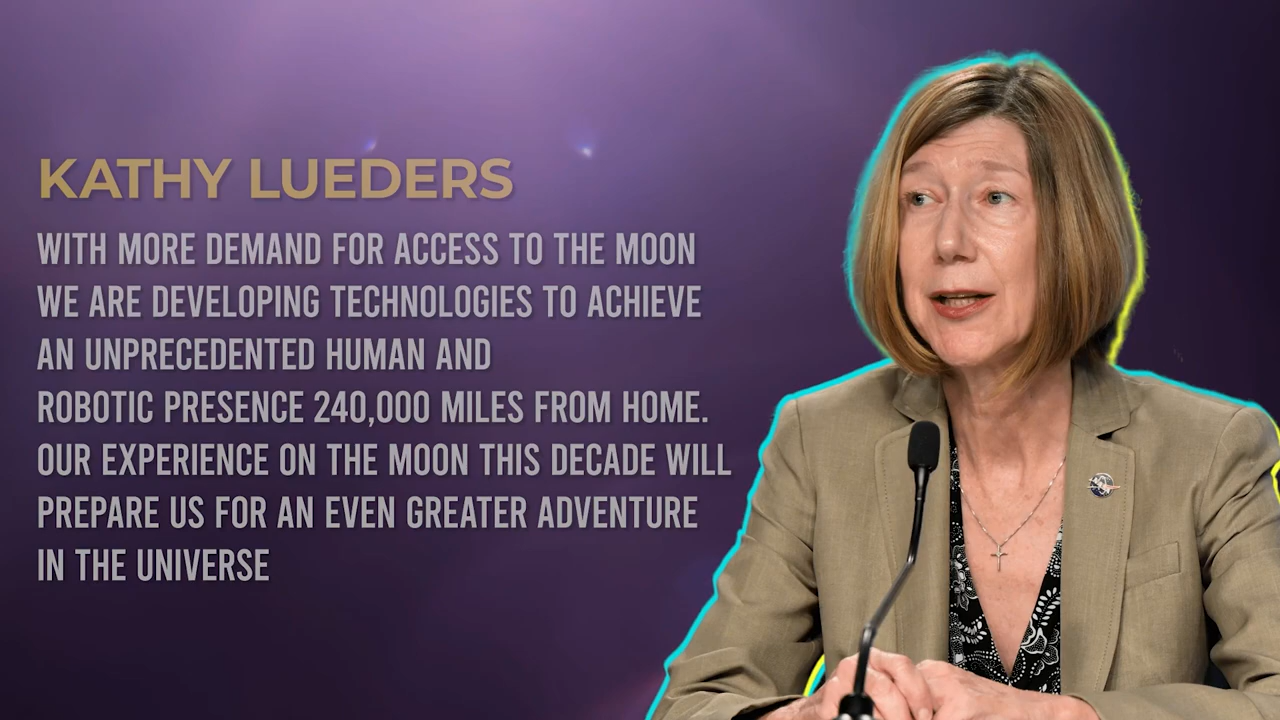 KATHY LUEDERS
WITH MORE DEMAND FOR ACCESS TO THE MOON
WE ARE DEVELOPING TECHNOLOGIES TO ACHIEVE
AN UNPRECEDENTED HUMAN AND
ROBOTIC PRESENCE 240,000 MILES FROM HOME.
OUR EXPERIENCE ON THE MOON THIS DECADE WILL
PREPARE US FOR AN EVEN GREATER ADVENTURE
IN THE UNIVERSE